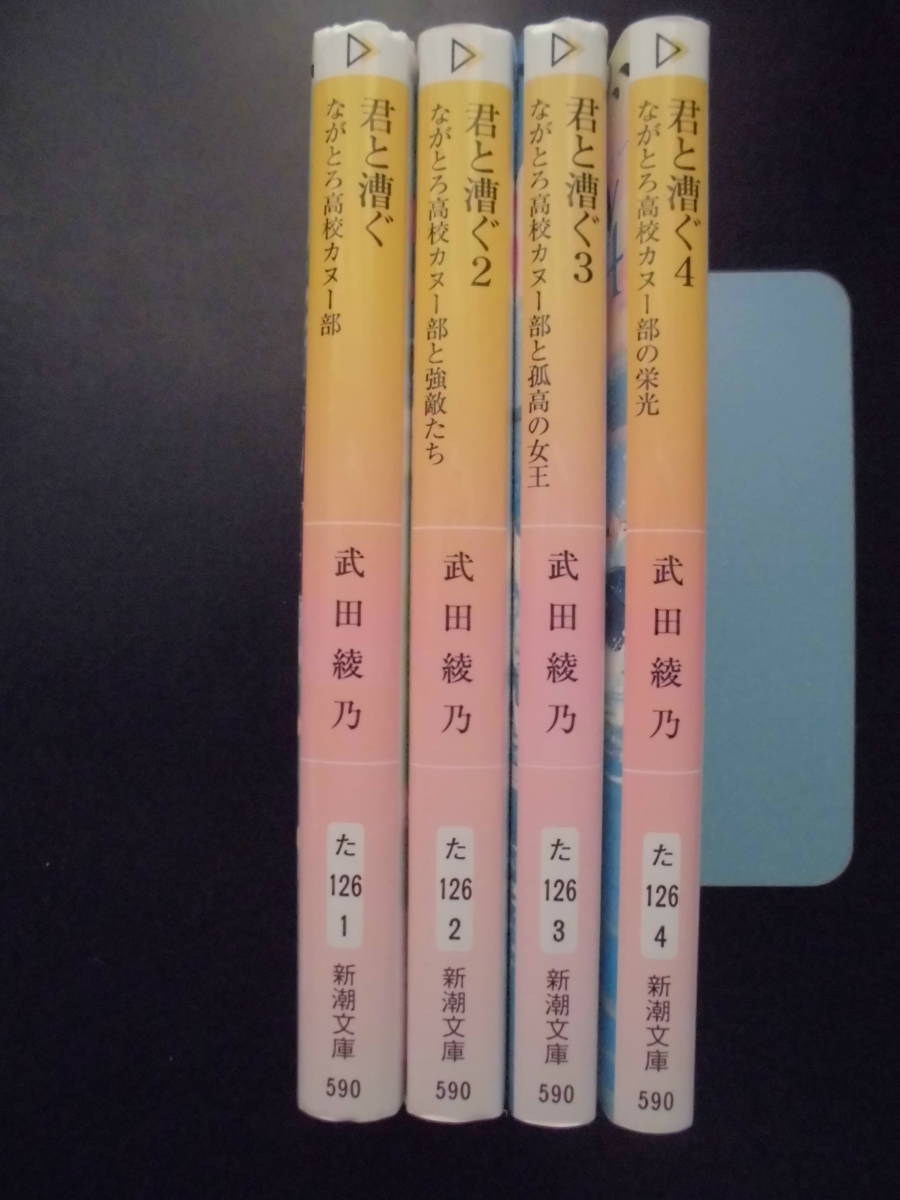 君と漕ぐ
ながとろ高校カヌー部
武田綾乃
た
126
1
新潮文庫
590
君と漕ぐ2
ながとろ高校カヌー部と強敵たち
武田綾乃
た
126
2
新潮文庫
590
君と漕ぐ3
ながとろ高校カヌー部と孤高の女王
武田綾乃
た
126
3
新潮文庫
590
君と漕ぐ4
ながとろ高校カヌー部の栄光
武田綾乃
た
126
4
新潮文庫
590